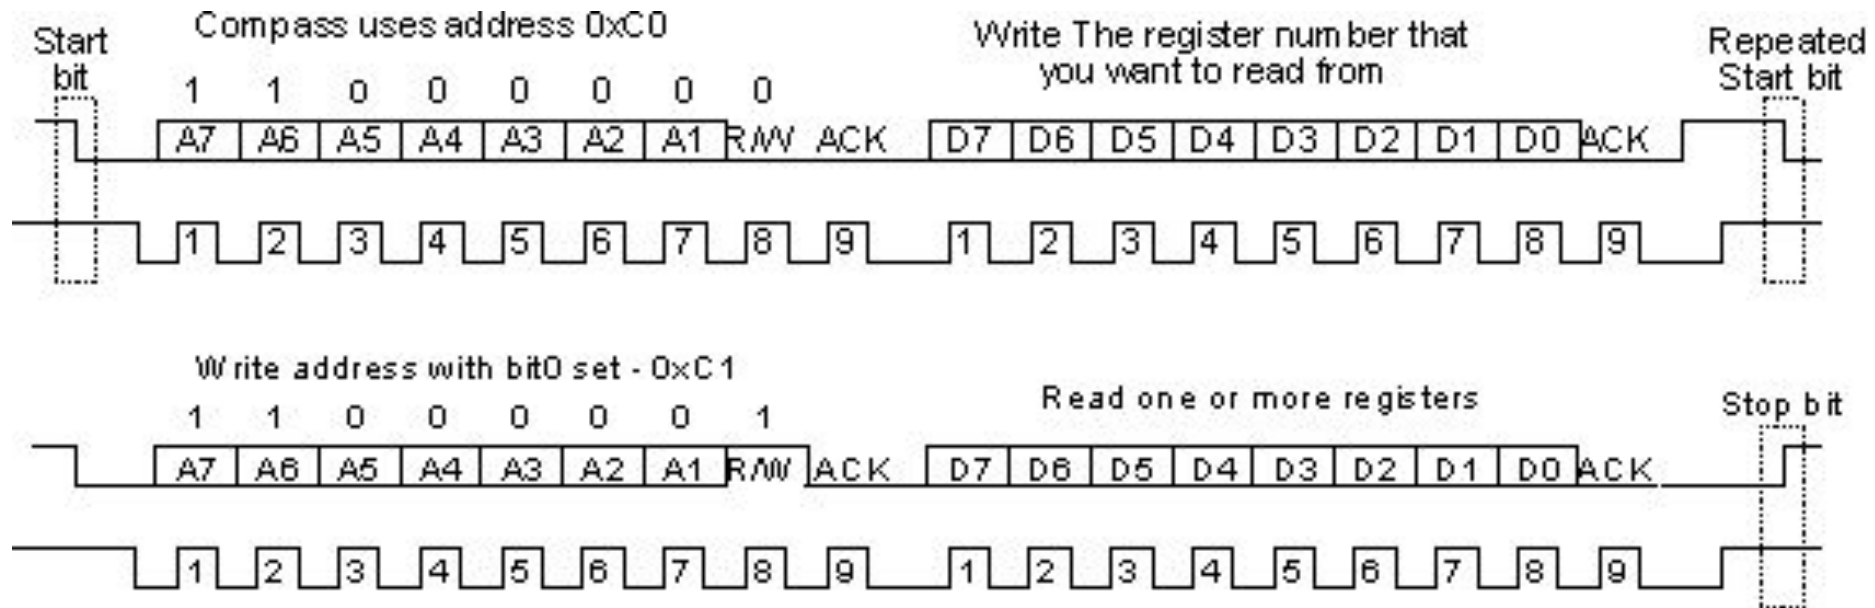 Compass uses address 0xC0
Start
bit
Write The register number that
you want to read from
Repeated
Start bit
1 1 0 0 0 0 0 0
A7 A6 A5 A4 A3 A2 A1 R/W ACK D7 D6 D5 D4 D3 D2 D1 D0 ACK
1 2 3 4 5 6 7 8 9 1 2 3 4 5 6 7 8 9
Write address with bit0 set - 0xC1
Read one or more registers
Stop bit
1 1 0 0 0 0 0 1
A7 A6 A5 A4 A3 A2 A1 R/W ACK D7 D6 D5 D4 D3 D2 D1 D0 ACK
1 2 3 4 5 6 7 8 9 1 2 3 4 5 6 7 8 9